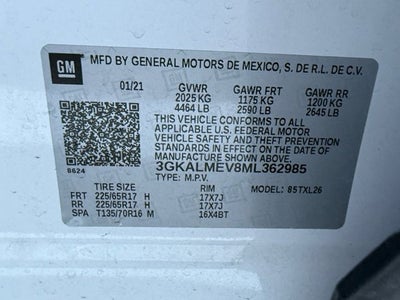 GM
MFD BY GENERAL MOTORS DE MEXICO, S. DE R.L. DE C.V.
01/21 GVWR GAWR FRT GAWR RR
2025 KG 1175 KG 1200 KG
4464 LB 2590 LB 2645 LB
THIS VEHICLE CONFORMS TO ALL
APPLICABLE U.S. FEDERAL MOTOR
VEHICLE SAFETY AND THEFT PREVENTION
STANDARDS IN EFFECT ON THE DATE OF
MANUFACTURE SHOWN ABOVE.
8624 3GKALMEV8ML362985
TYPE: M.P.V.
TIRE SIZE RIM MODEL: 85TXL26
FRT 225/65R17 H 17X7J
RR 225/65R17 H 17X7J
SPA T135/70R16 M 16X4BT